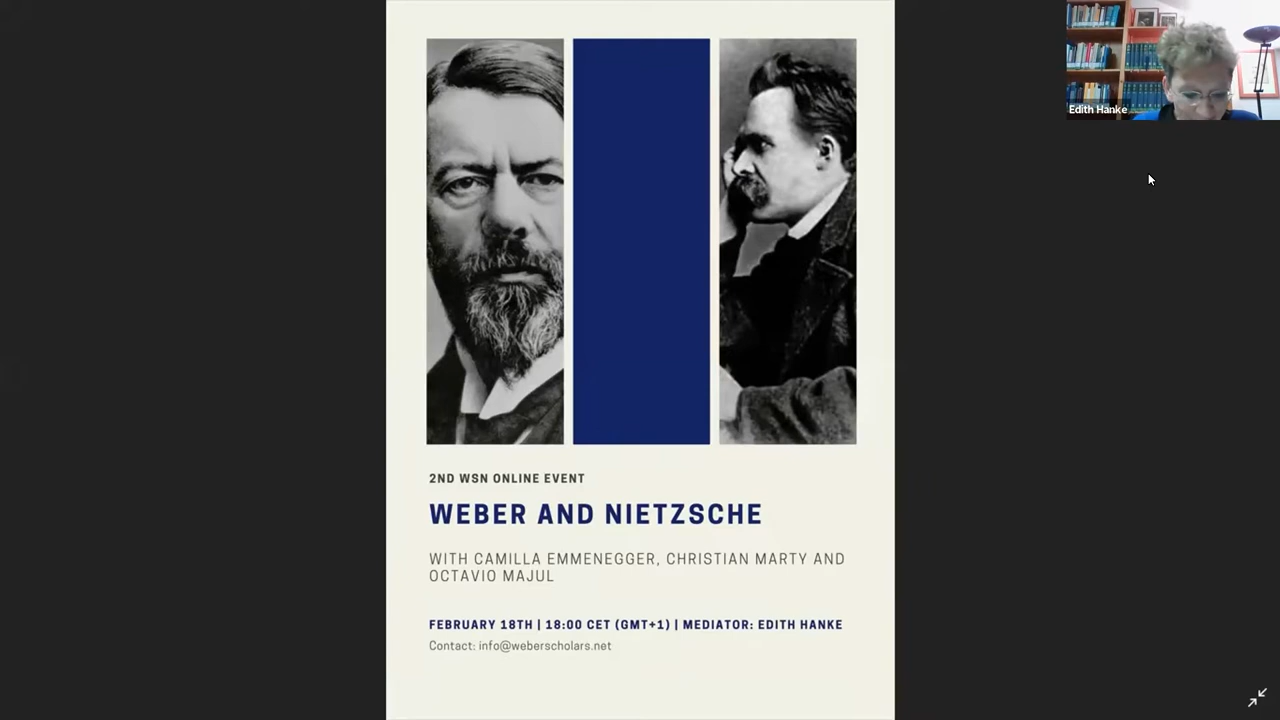 Edith Hanke
2ND WSN ONLINE EVENT
WEBER AND NIETZSCHE
WITH CAMILLA EMMENEGGER, CHRISTIAN MARTY AND
OCTAVIO MAJUL
FEBRUARY 18TH | 18:00 CET (GMT+1) | MEDIATOR: EDITH HANKE
Contact: info@weberscholars.net